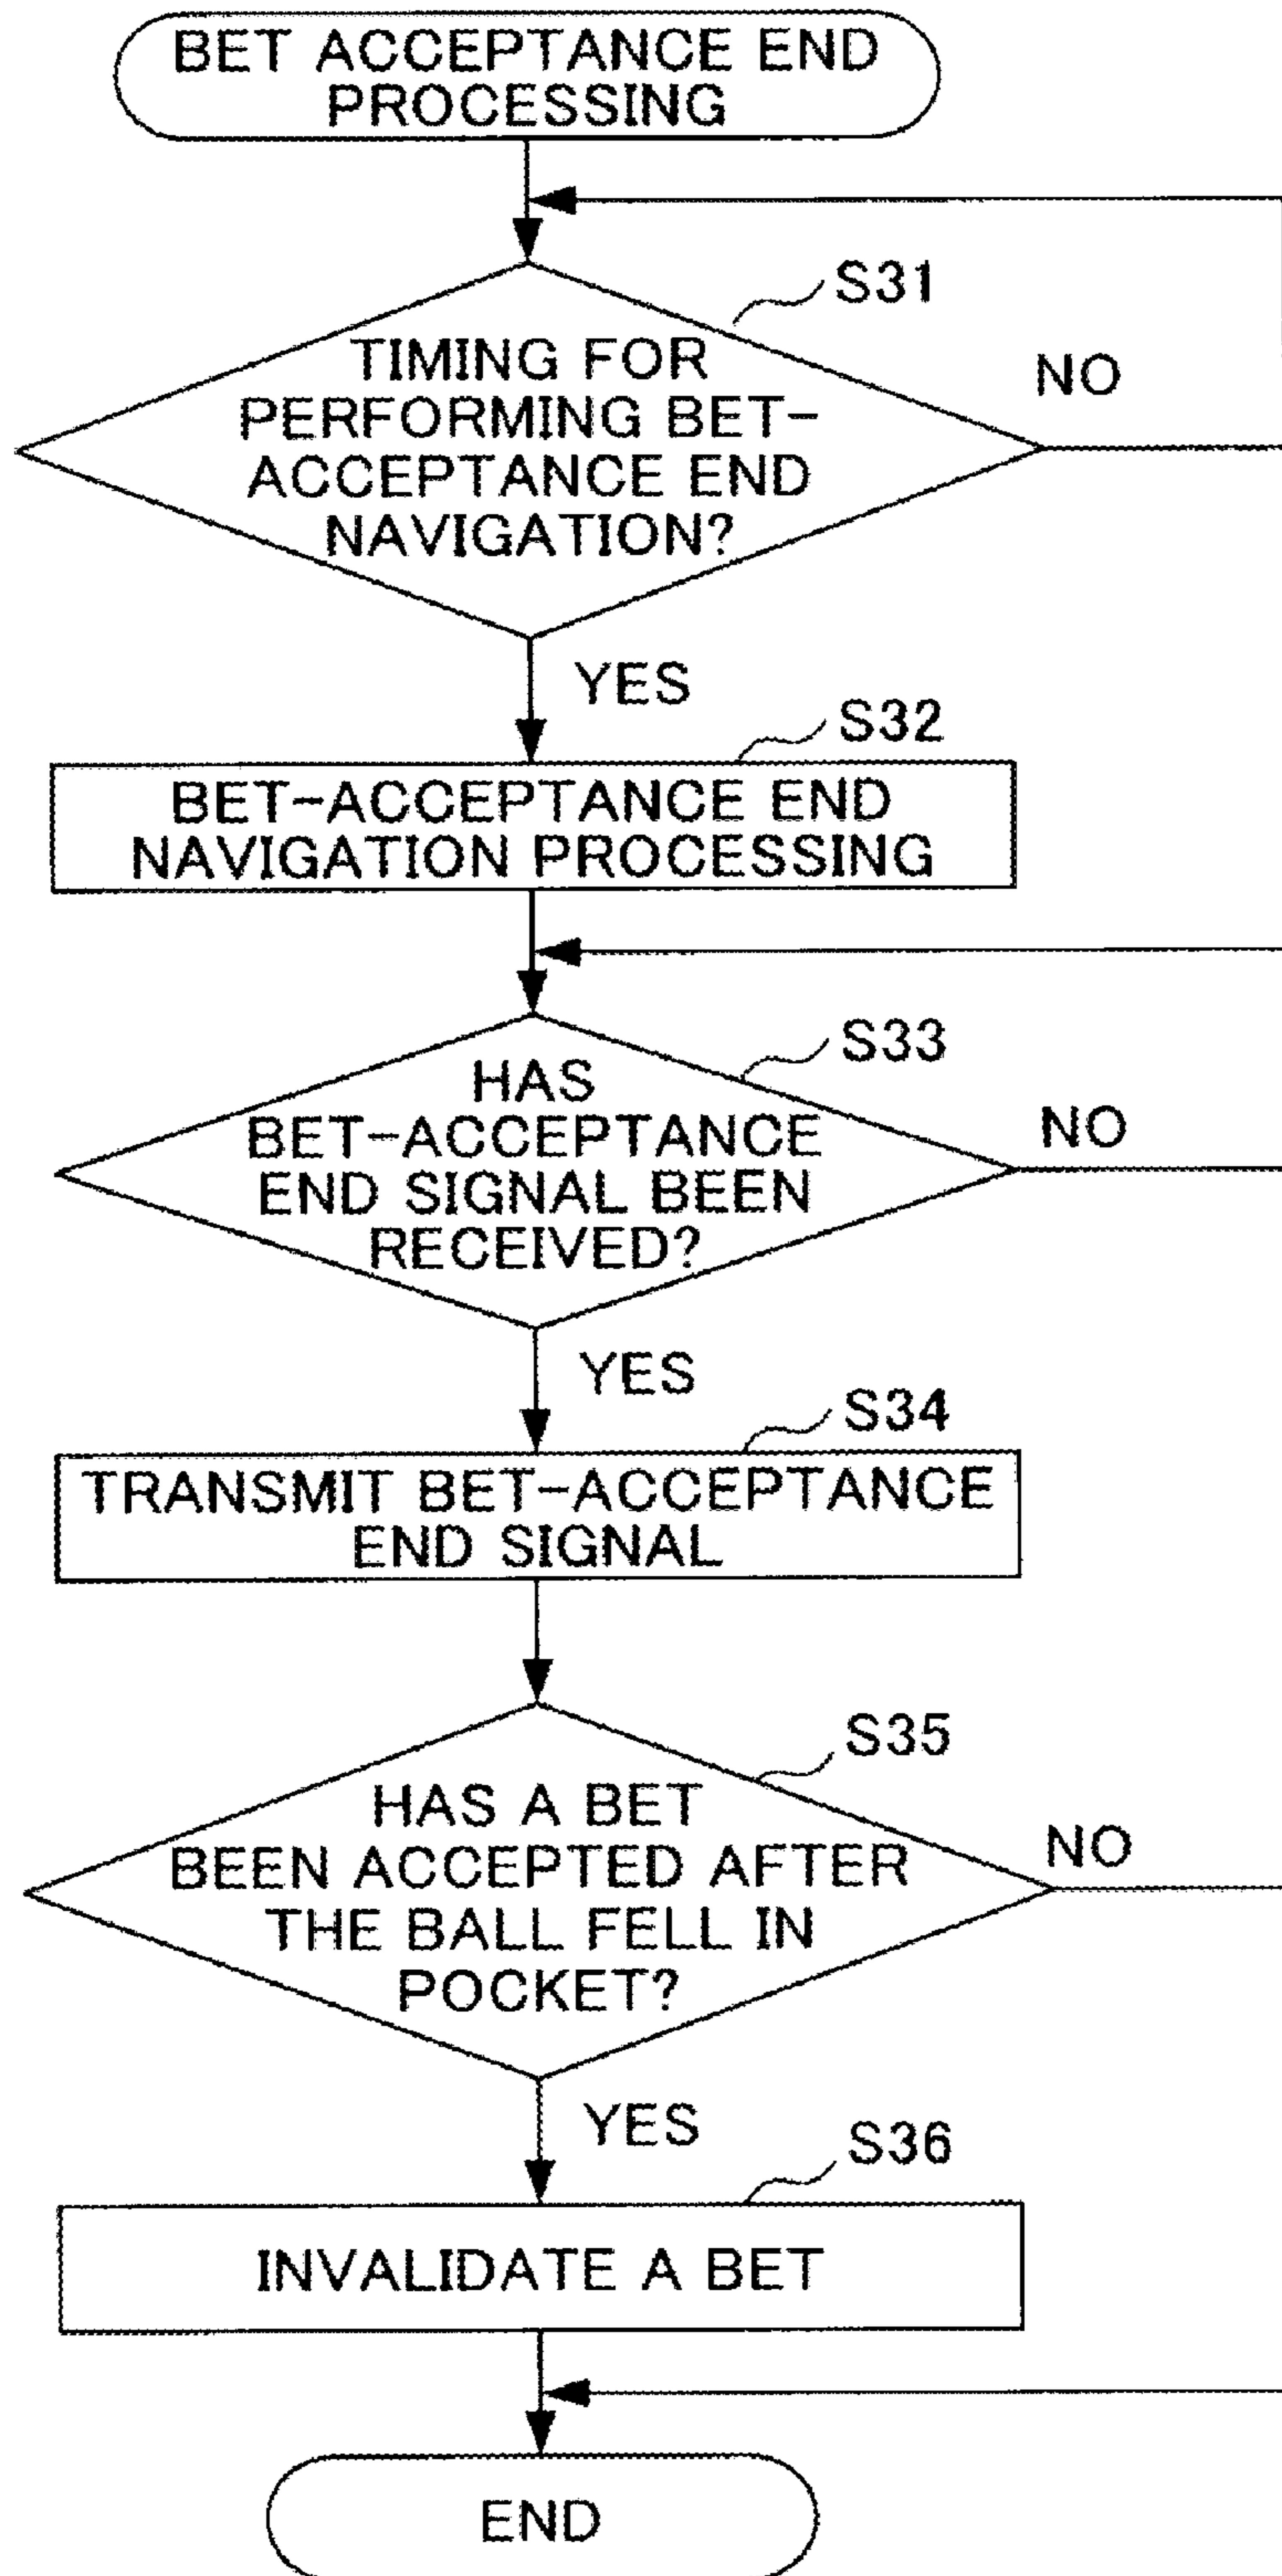 BET ACCEPTANCE END
PROCESSING
S31
TIMING FOR
PERFORMING BET-
ACCEPTANCE END
NAVIGATION?
NO
YES
S32
BET-ACCEPTANCE END
NAVIGATION PROCESSING
S33
HAS
BET-ACCEPTANCE
END SIGNAL BEEN
RECEIVED?
NO
YES
S34
TRANSMIT BET-ACCEPTANCE
END SIGNAL
S35
HAS A BET
BEEN ACCEPTED AFTER
THE BALL FELL IN
POCKET?
NO
YES
S36
INVALIDATE A BET
END